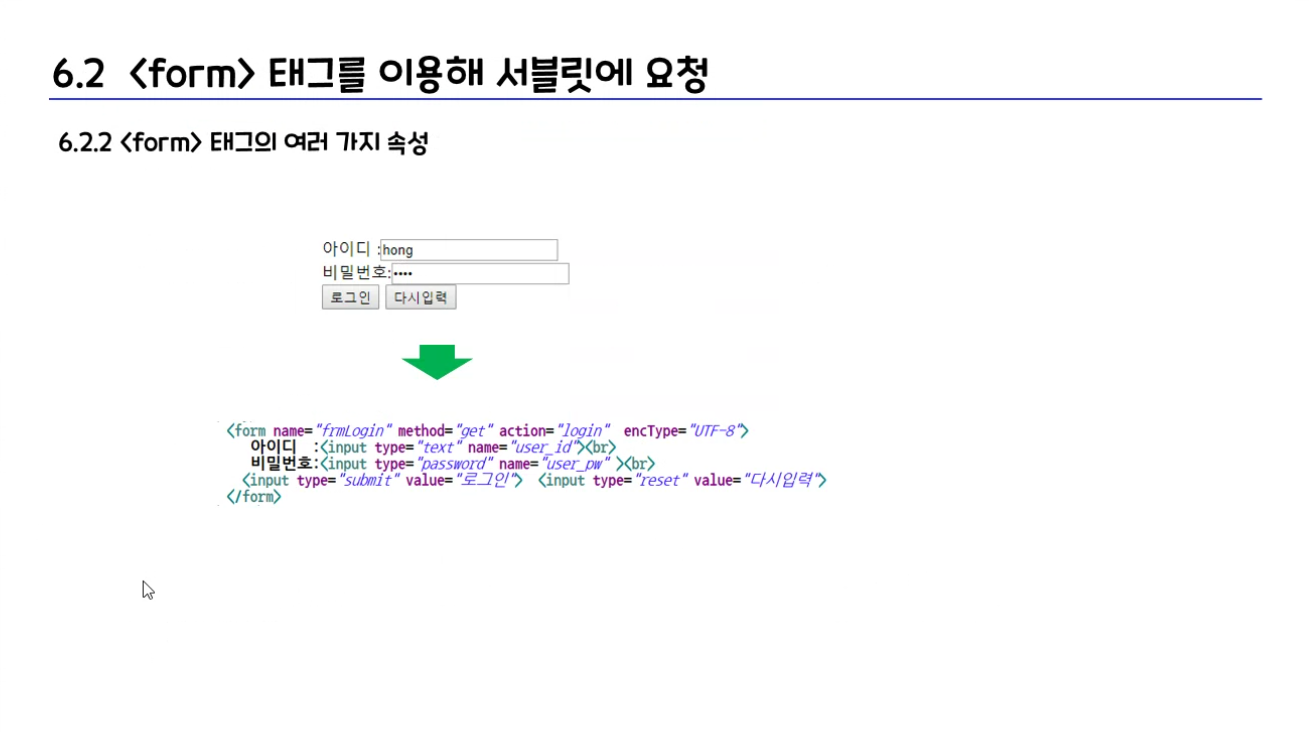 6.2 <form> 태그를 이용해 서블릿에 요청
6.2.2 <form> 태그의 여러 가지 속성
아이디 :hong
비밀번호:••••
로그인 다시입력
<form name="frmLogin" method="get" action="login" encType="UTF-8">
아이디 :<input type="text" name="user_id"><br>
비밀번호:<input type="password" name="user_pw" ><br>
<input type="submit" value="로그인"> <input type="reset" value="다시입력">
</form>